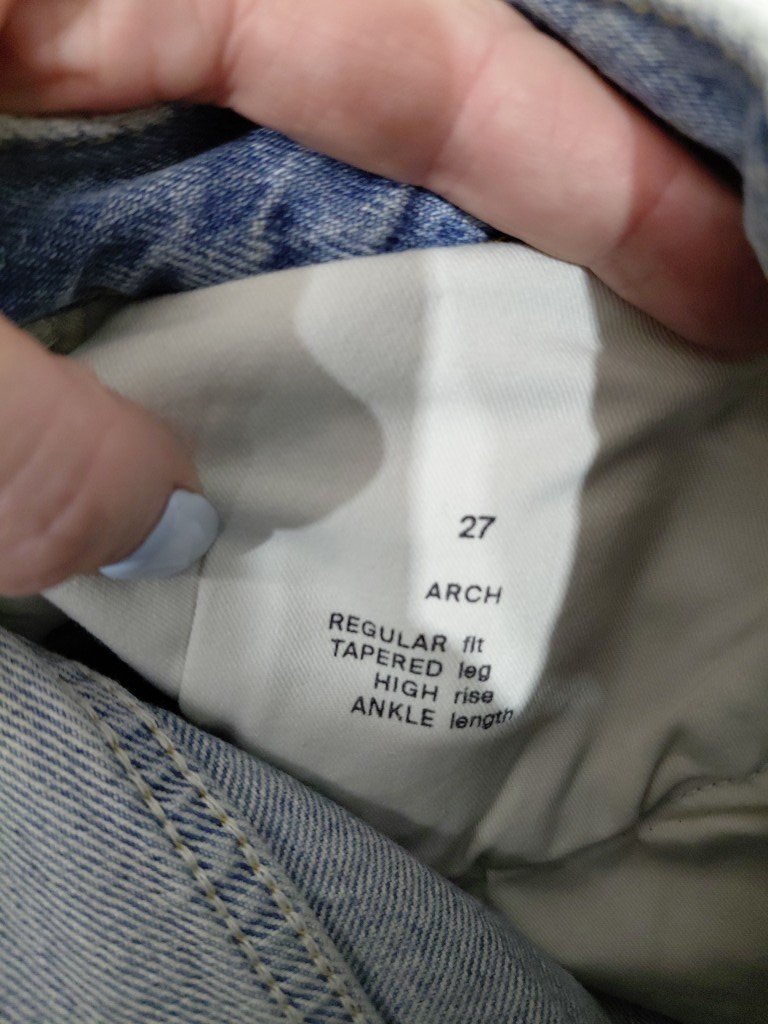 27
ARCH
REGULAR fit
TAPERED leg
HIGH rise
ANKLE length